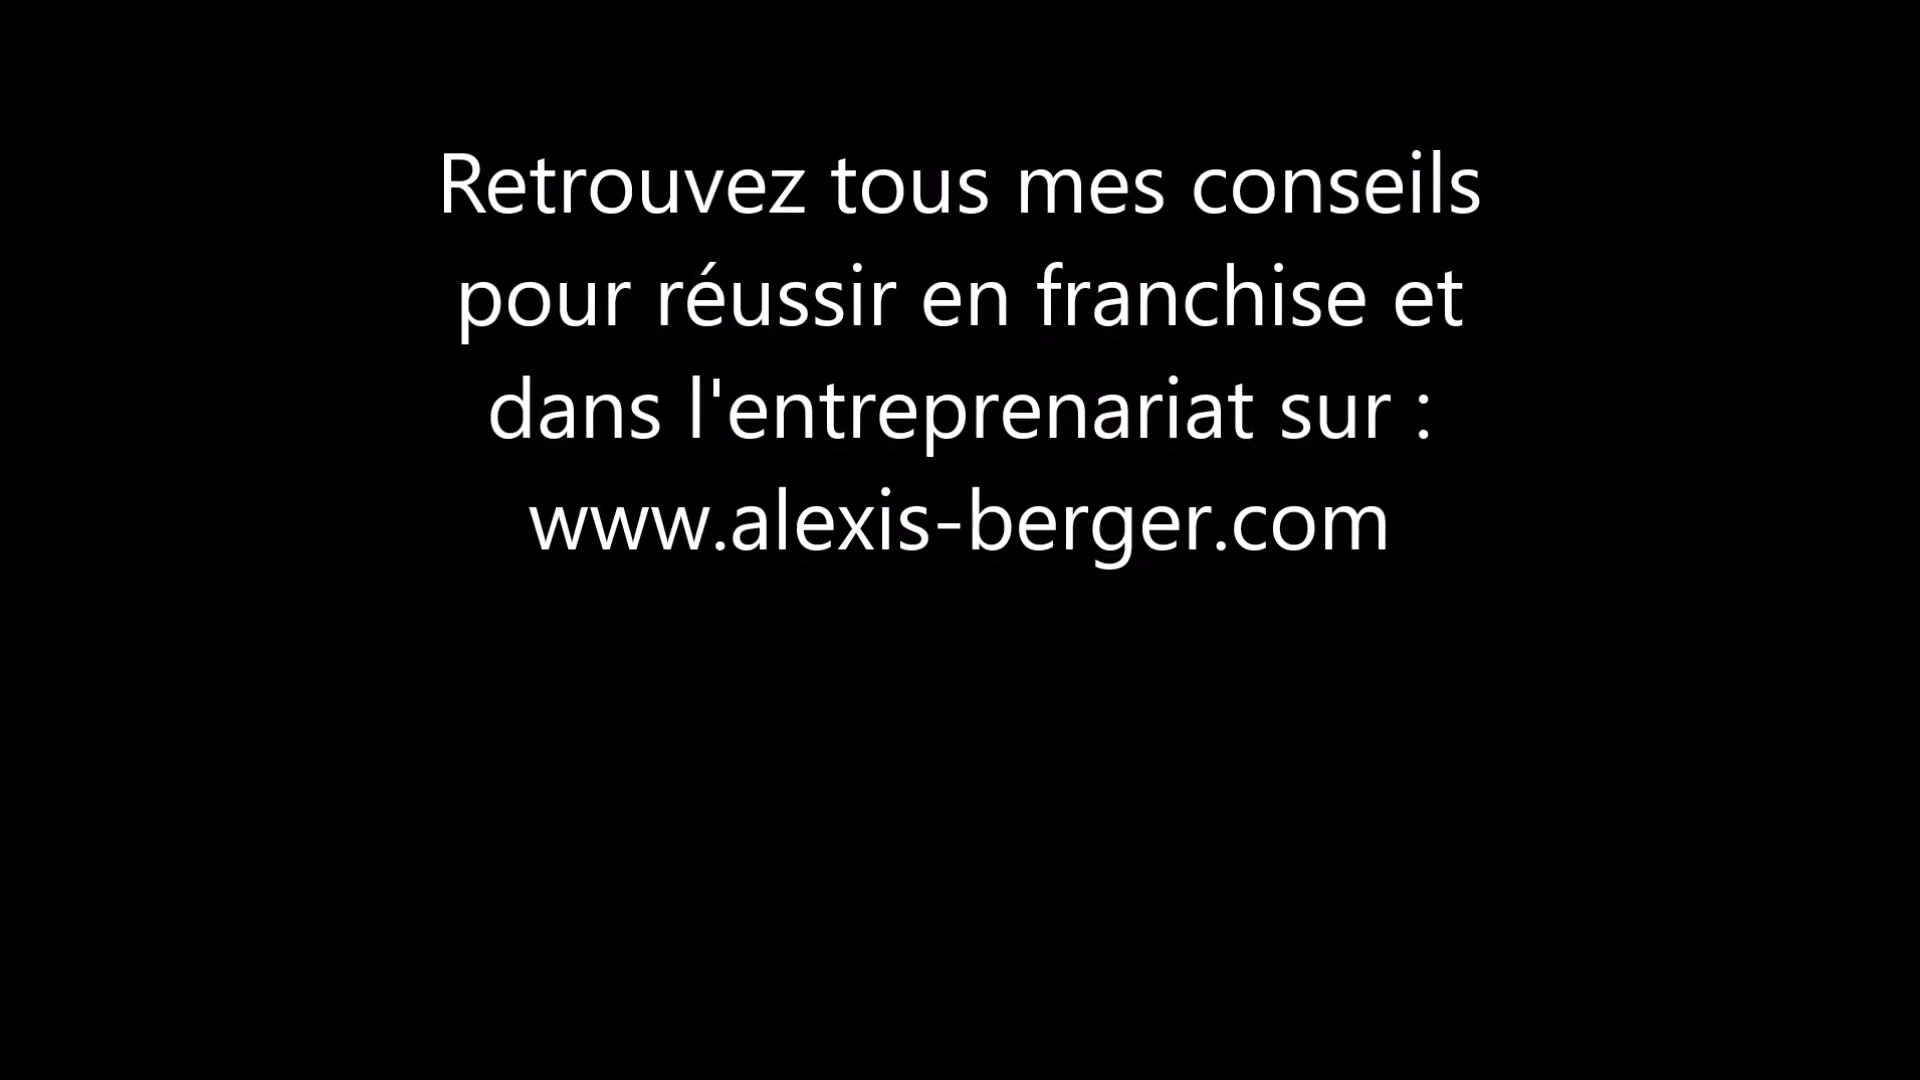 Retrouvez tous mes conseils
pour réussir en franchise et
dans l'entreprenariat sur :
www.alexis-berger.com